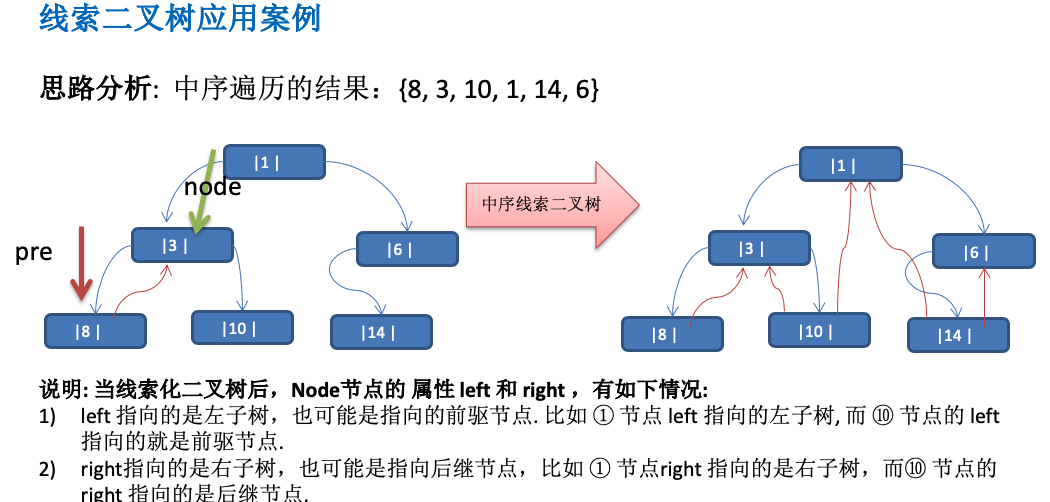 线索二叉树应用案例
思路分析: 中序遍历的结果：{8, 3, 10, 1, 14, 6}
|1 |
|1 |
node
中序线索二叉树
pre
|3 |
|6 |
|3 |
|6 |
|8 |
|10 |
|14 |
|8 |
|10 |
|14 |
说明: 当线索化二叉树后，Node节点的 属性 left 和 right ，有如下情况:
1) left 指向的是左子树，也可能是指向的前驱节点. 比如 ① 节点 left 指向的左子树, 而 ⑩ 节点的 left
指向的就是前驱节点.
2) right指向的是右子树，也可能是指向后继节点，比如 ① 节点right 指向的是右子树，而⑩ 节点的
right 指向的是后继节点.